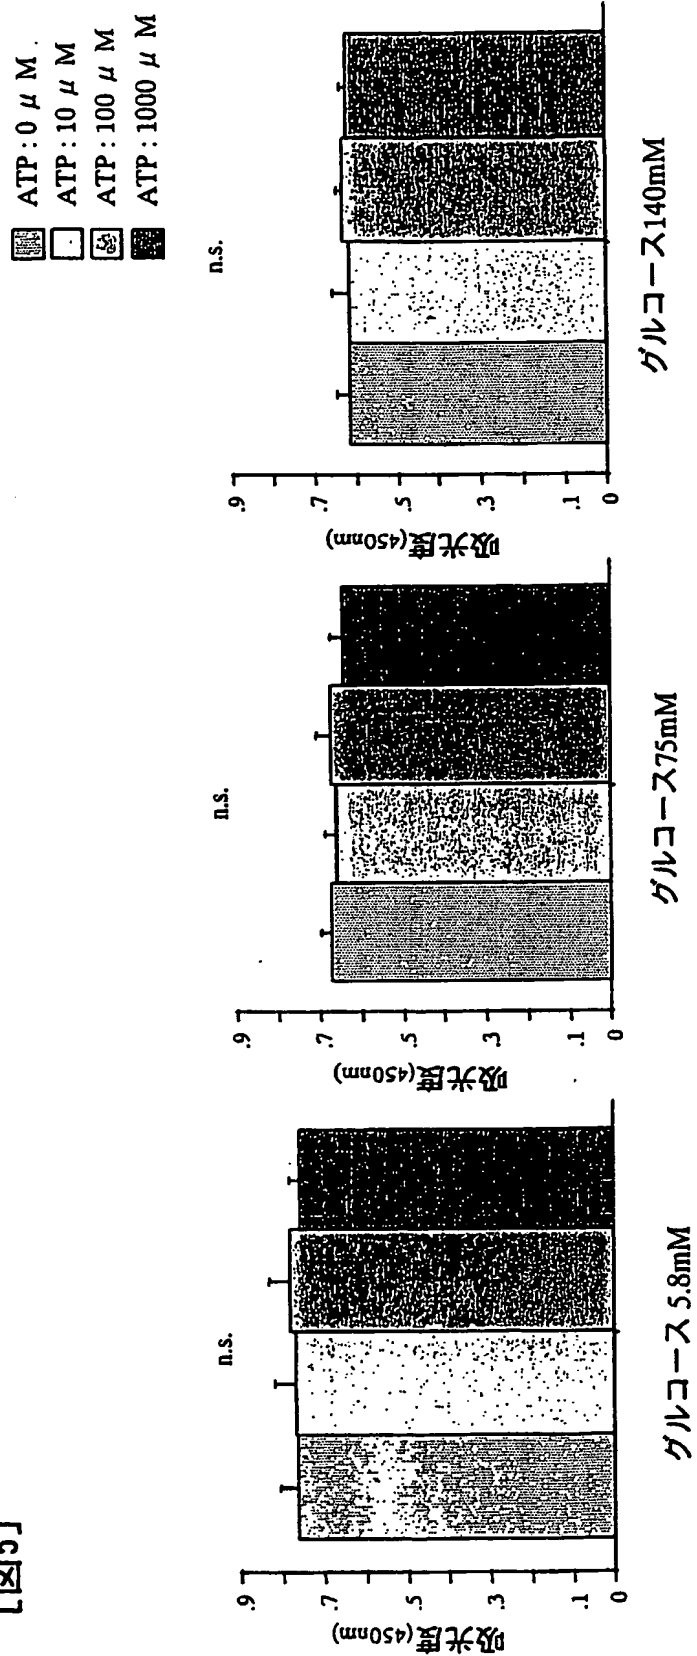 ATP : 0 μ M
ATP : 10 μ M
ATP : 100 μ M
ATP : 1000 μ M
n.s.
吸光度(450nm)
.9
.7
.5
.3
.1
0
グルコース 5.8mM
n.s.
吸光度(450nm)
.9
.7
.5
.3
.1
0
グルコース75mM
n.s.
吸光度(450nm)
.9
.7
.5
.3
.1
0
グルコース140mM